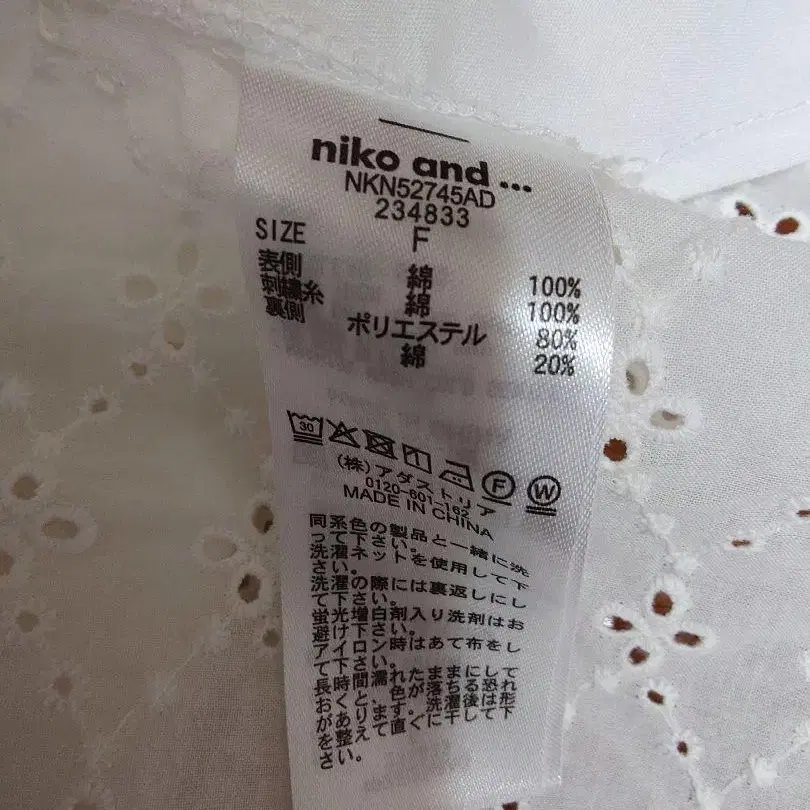 niko and ...
NKN52745AD
234833
SIZE F
表側 綿 100%
刺繍糸 綿 100%
裏側 ポリエステル 80%
綿 20%
30 F W
(株)アダストリア
0120-601-162
MADE IN CHINA
同系色の製品と一緒に洗
って下さい。
洗濯ネットを使用して下
さい。
洗濯の際には裏返しにし
て下さい。
蛍光増白剤入り洗剤はお
避け下さい。
アイロン時はあて布をし
て下さい。
長時間濡れたままにして
おくと、色が落ちる恐れ
があります。洗濯後は形
を整えて直ぐに干して下
さい。